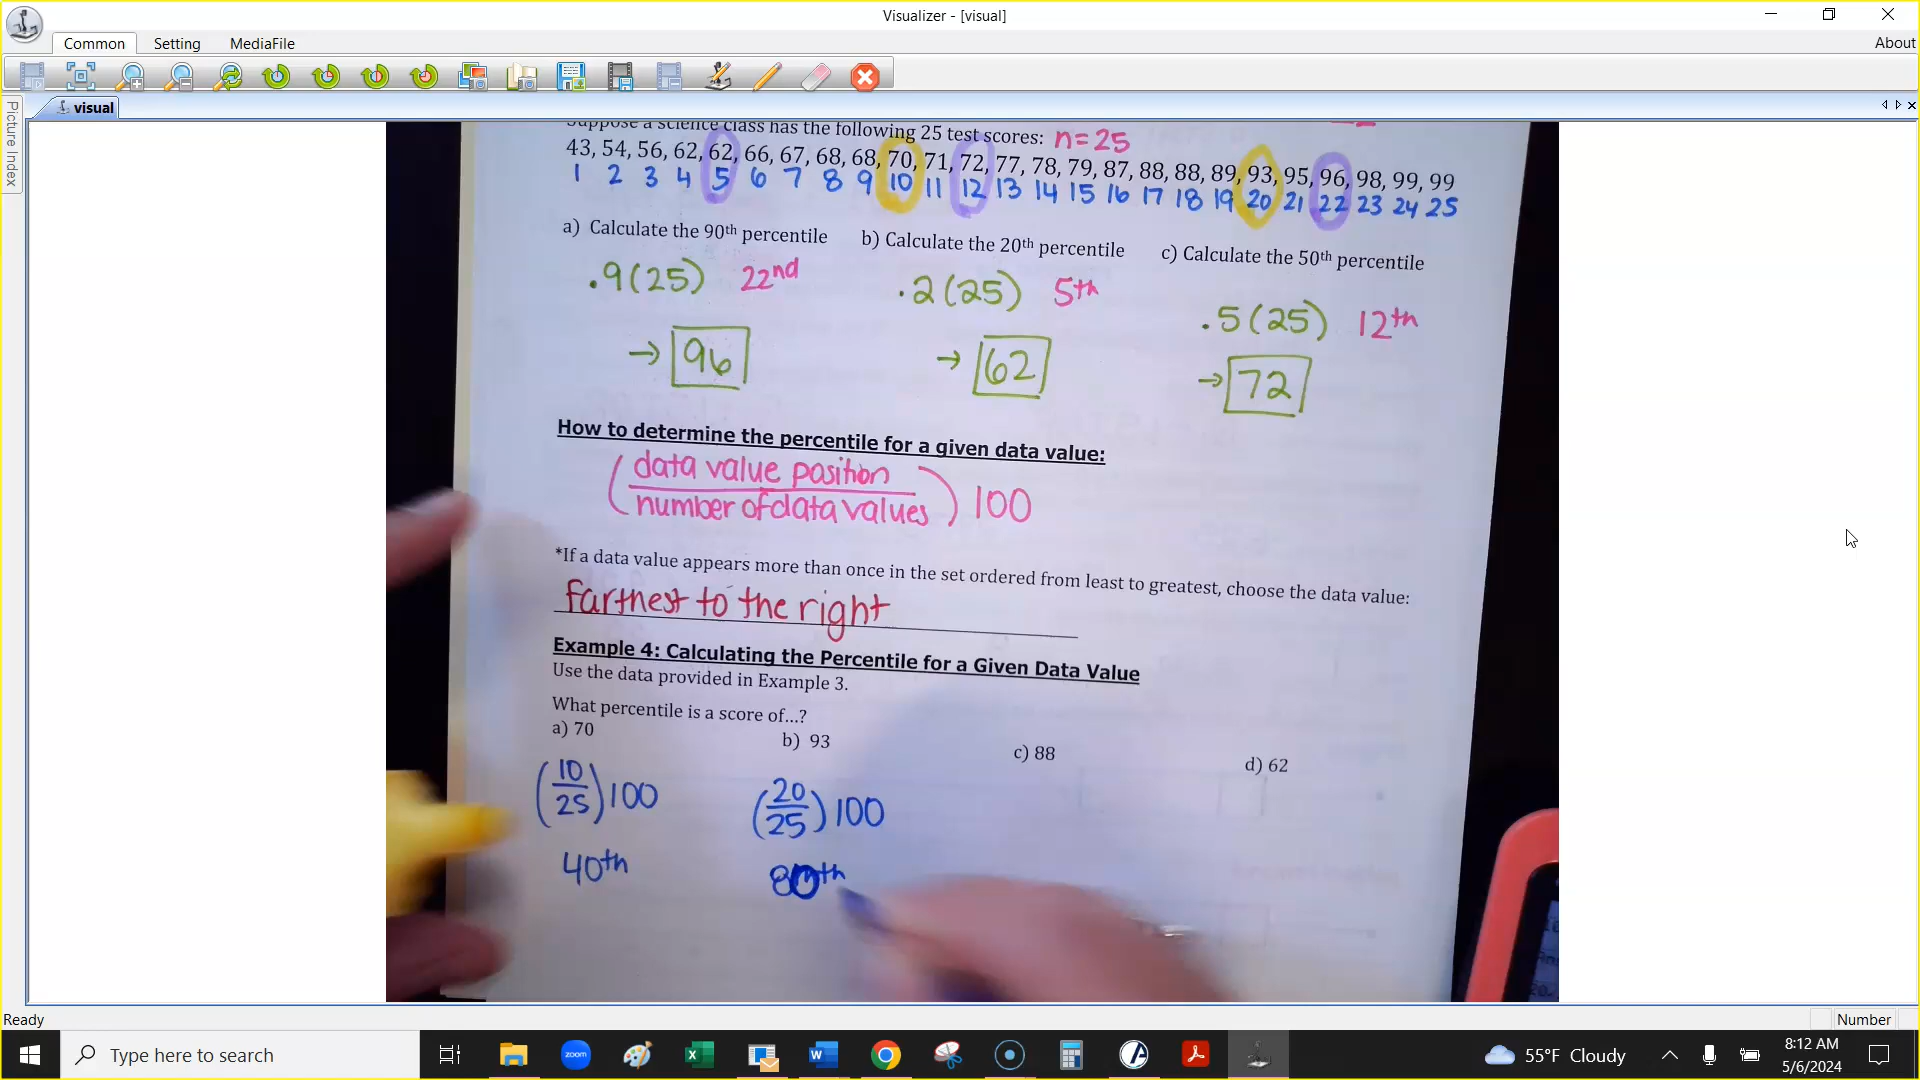 Visualizer - [visual]
Common Setting MediaFile
About
visual
Picture Index
Suppose a science class has the following 25 test scores: n=25
43, 54, 56, 62, 62, 66, 67, 68, 68, 70, 71, 72, 77, 78, 79, 87, 88, 88, 89, 93, 95, 96, 98, 99, 99
1 2 3 4 5 6 7 8 9 10 11 12 13 14 15 16 17 18 19 20 21 22 23 24 25
a) Calculate the 90th percentile b) Calculate the 20th percentile c) Calculate the 50th percentile
.9(25) 22nd .2(25) 5th .5(25) 12th
→ 96 → 62 → 72
How to determine the percentile for a given data value:
(data value position
number of data values) 100
*If a data value appears more than once in the set ordered from least to greatest, choose the data value:
farthest to the right
Example 4: Calculating the Percentile for a Given Data Value
Use the data provided in Example 3.
What percentile is a score of...?
a) 70 b) 93 c) 88 d) 62
(10/25)100 (20/25)100
40th 80th
Ready
Number
Type here to search
zoom
55°F Cloudy
8:12 AM
5/6/2024